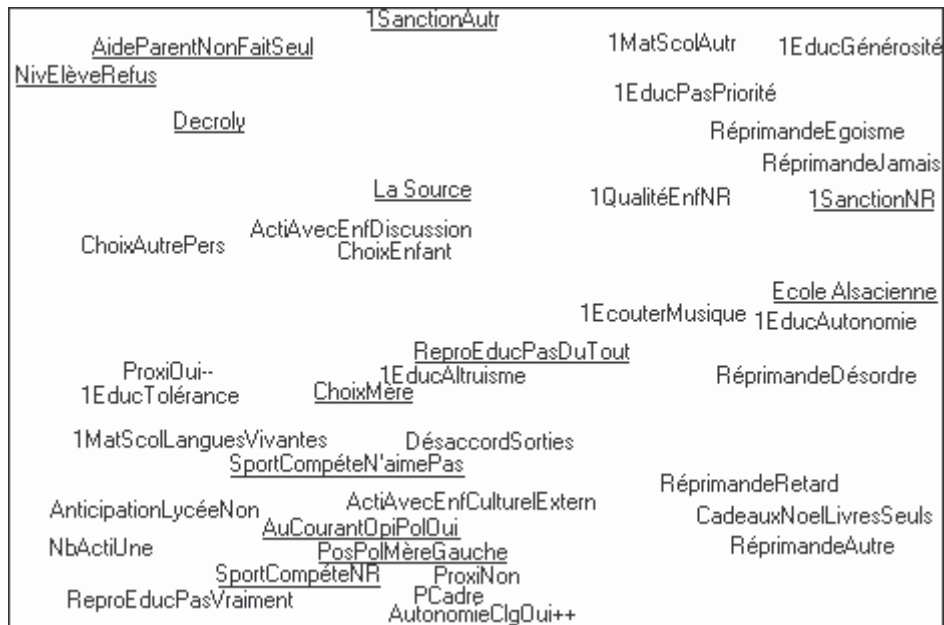 1SanctionAutr
AideParentNonFaitSeul
1MatScolAutr
1EducGénérosité
NivElèveRefus
1EducPasPriorité
Decroly
RéprimandeEgoisme
RéprimandeJamais
La Source
1QualitéEnfNR
1SanctionNR
ActiAvecEnfDiscussion
ChoixAutrePers
ChoixEnfant
Ecole Alsacienne
1EcouterMusique
1EducAutonomie
ReproEducPasDuTout
ProxiOui--
1EducAltruisme
RéprimandeDésordre
1EducTolérance
ChoixMère
1MatScolLanguesVivantes
DésaccordSorties
SportCompéteN'aimePas
RéprimandeRetard
ActiAvecEnfCulturelExtern
AnticipationLycéeNon
CadeauxNoelLivresSeuls
AuCourantOpiPolOui
NbActiUne
PosPolMèreGauche
RéprimandeAutre
SportCompéteNR
ProxiNon
ReproEducPasVraiment
PCadre
AutonomieClgOui++